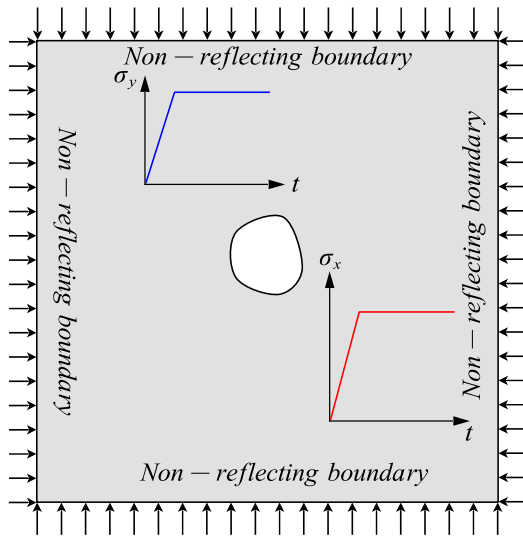 Non − reflecting boundary
σy
t
Non − reflecting boundary
Non − reflecting boundary
σx
t
Non − reflecting boundary